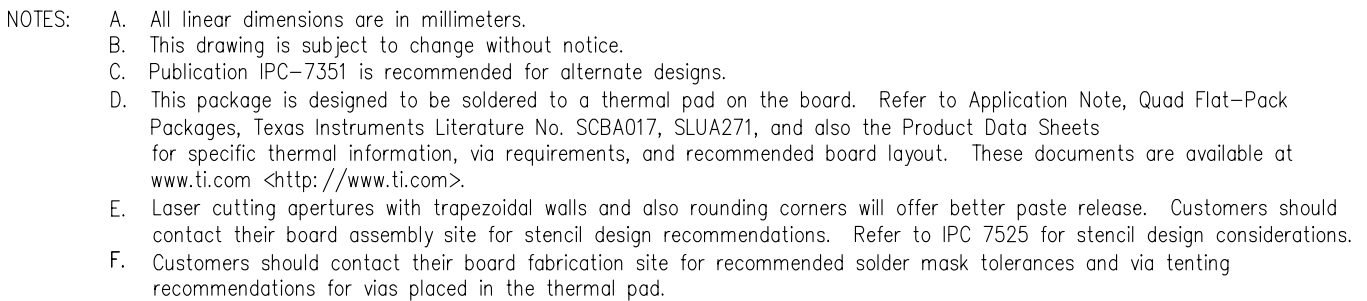 NOTES: A. All linear dimensions are in millimeters.
B. This drawing is subject to change without notice.
C. Publication IPC-7351 is recommended for alternate designs.
D. This package is designed to be soldered to a thermal pad on the board. Refer to Application Note, Quad Flat-Pack
Packages, Texas Instruments Literature No. SCBA017, SLUA271, and also the Product Data Sheets
for specific thermal information, via requirements, and recommended board layout. These documents are available at
www.ti.com <http://www.ti.com>.
E. Laser cutting apertures with trapezoidal walls and also rounding corners will offer better paste release. Customers should
contact their board assembly site for stencil design recommendations. Refer to IPC 7525 for stencil design considerations.
F. Customers should contact their board fabrication site for recommended solder mask tolerances and via tenting
recommendations for vias placed in the thermal pad.